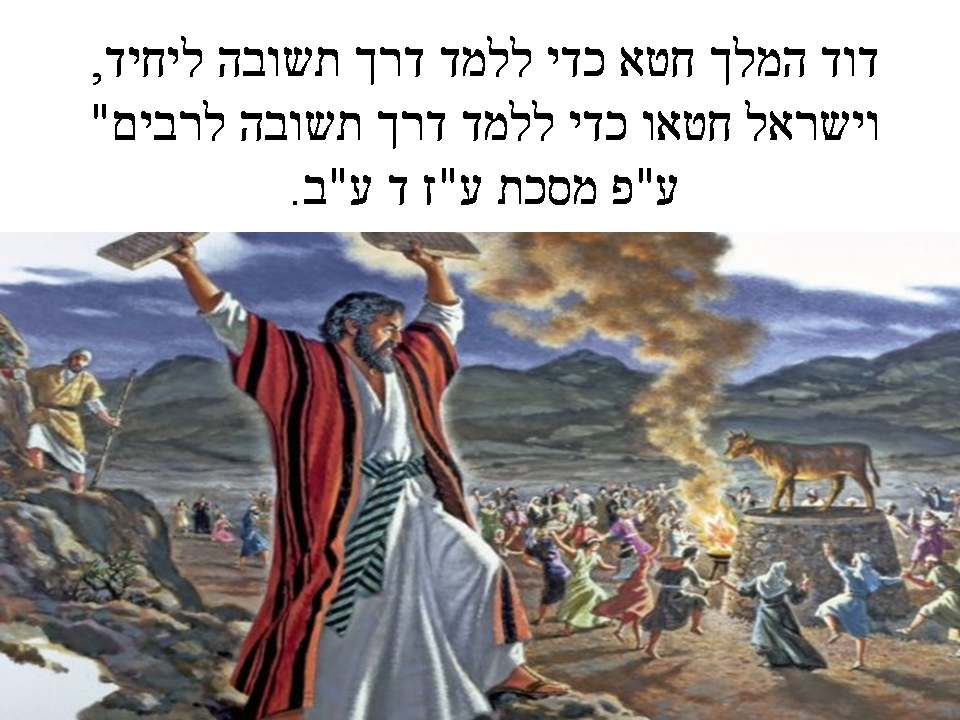 דוד המלך חטא כדי ללמד דרך תשובה ליחיד,
וישראל חטאו כדי ללמד דרך תשובה לרבים"
ע"פ מסכת ע"ז ד ע"ב.